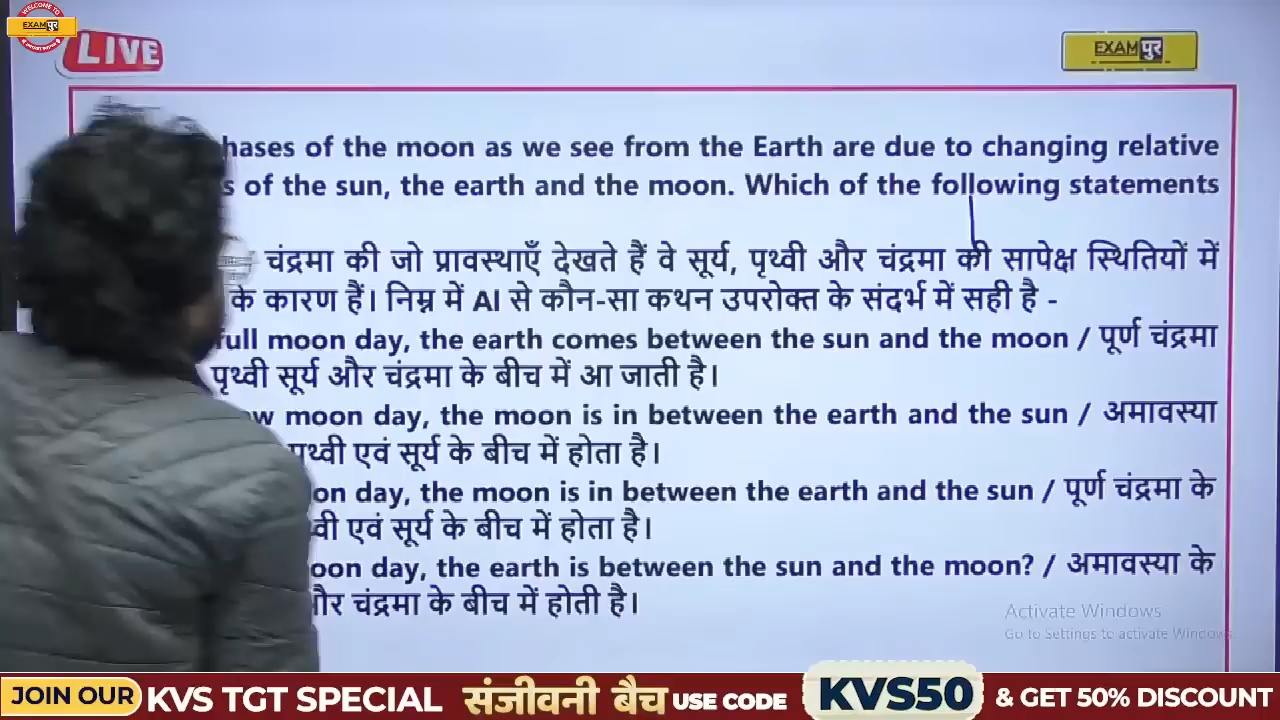 WELCOME TO
EXAM पुर
LIVE
EXAM पुर
hases of the moon as we see from the Earth are due to changing relative
s of the sun, the earth and the moon. Which of the following statements
चंद्रमा की जो प्रावस्थाएँ देखते हैं वे सूर्य, पृथ्वी और चंद्रमा की सापेक्ष स्थितियों में
के कारण हैं। निम्न में AI से कौन-सा कथन उपरोक्त के संदर्भ में सही है -
full moon day, the earth comes between the sun and the moon / पूर्ण चंद्रमा
पृथ्वी सूर्य और चंद्रमा के बीच में आ जाती है।
w moon day, the moon is in between the earth and the sun / अमावस्या
पृथ्वी एवं सूर्य के बीच में होता है।
on day, the moon is in between the earth and the sun / पूर्ण चंद्रमा के
थ्वी एवं सूर्य के बीच में होता है।
oon day, the earth is between the sun and the moon? / अमावस्या के
और चंद्रमा के बीच में होती है।
Activate Windows
Go to Settings to activate Windows
JOIN OUR KVS TGT SPECIAL संजीवनी बैच USE CODE KVS50 & GET 50% DISCOUNT